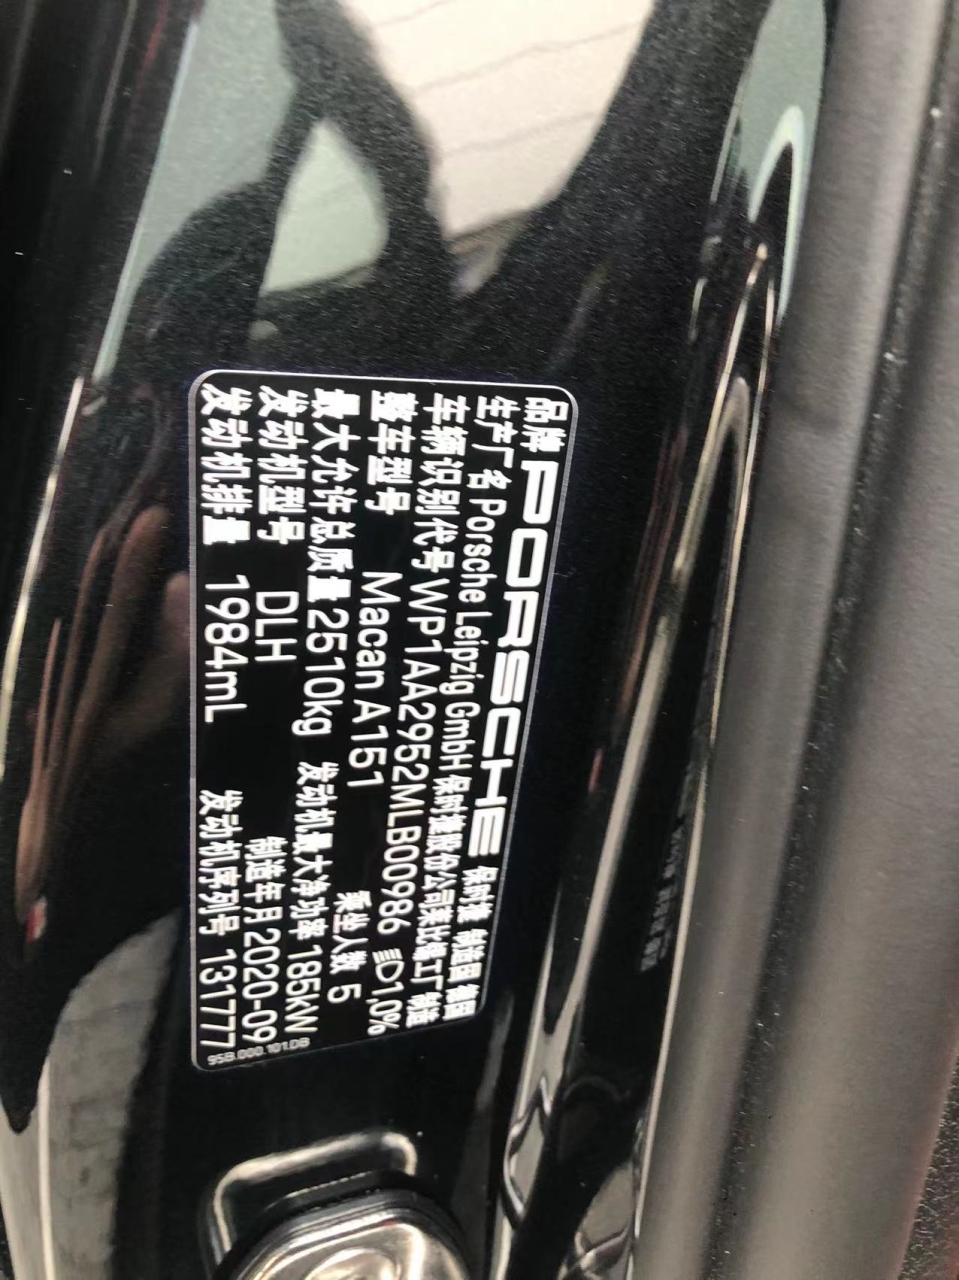 品牌 PORSCHE 保时捷 制造国 德国
生产厂名 Porsche Leipzig GmbH 保时捷股份公司莱比锡工厂 制造
车辆识别代号 WP1AA2952MLB00986 1,0%
整车型号 Macan A151 乘坐人数 5
最大允许总质量 2510kg 发动机最大净功率 185kW
发动机型号 DLH 制造年月 2020-09
发动机排量 1984mL 发动机序列号 131777
95B.000.101.DB